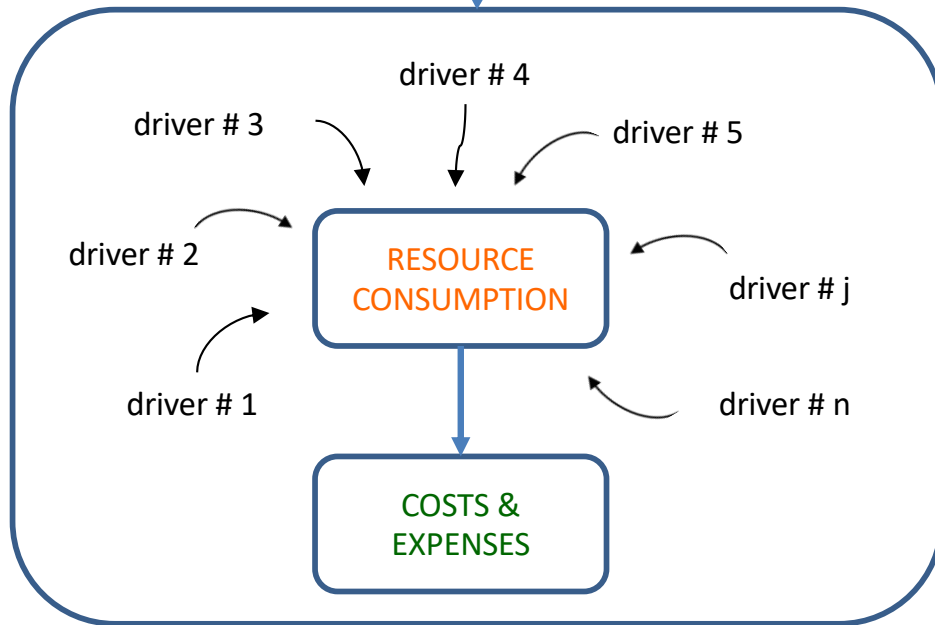 driver # 4
driver # 3
driver # 5
driver # 2
RESOURCE
CONSUMPTION
driver # j
driver # 1
driver # n
COSTS &
EXPENSES